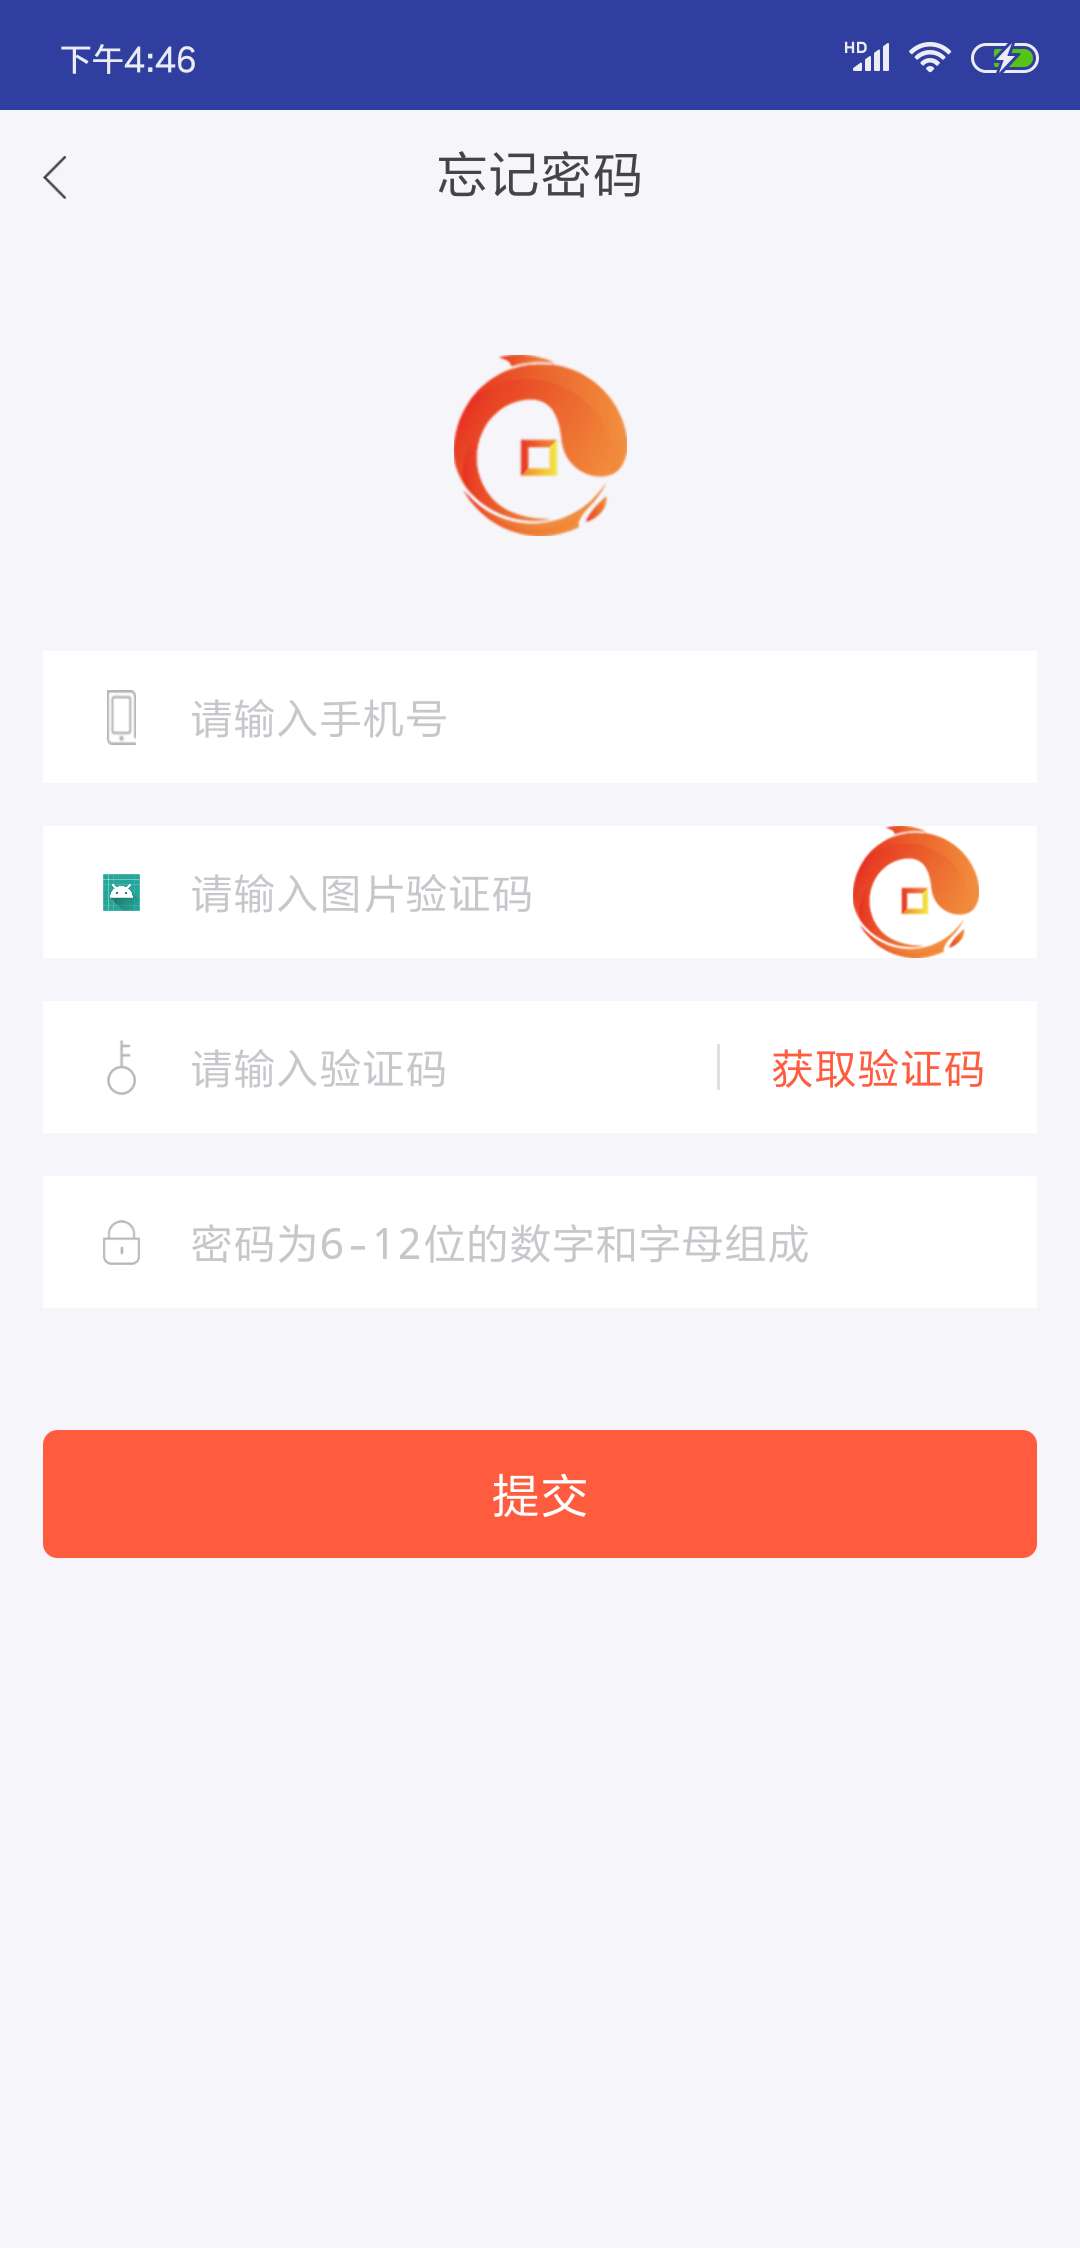 下午4:46
HD
忘记密码
请输入手机号
请输入图片验证码
请输入验证码
获取验证码
密码为6-12位的数字和字母组成
提交